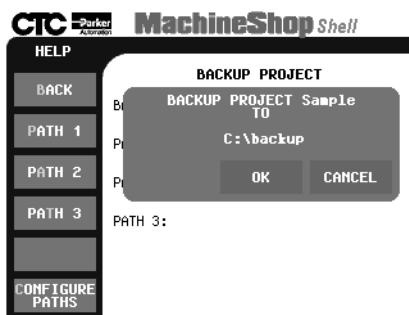 CTC Parker
Automation
MachineShop Shell
HELP
BACK
PATH 1
PATH 2
PATH 3
CONFIGURE
PATHS
BACKUP PROJECT
BACKUP PROJECT Sample
TO
C:\backup
OK CANCEL
PATH 3: